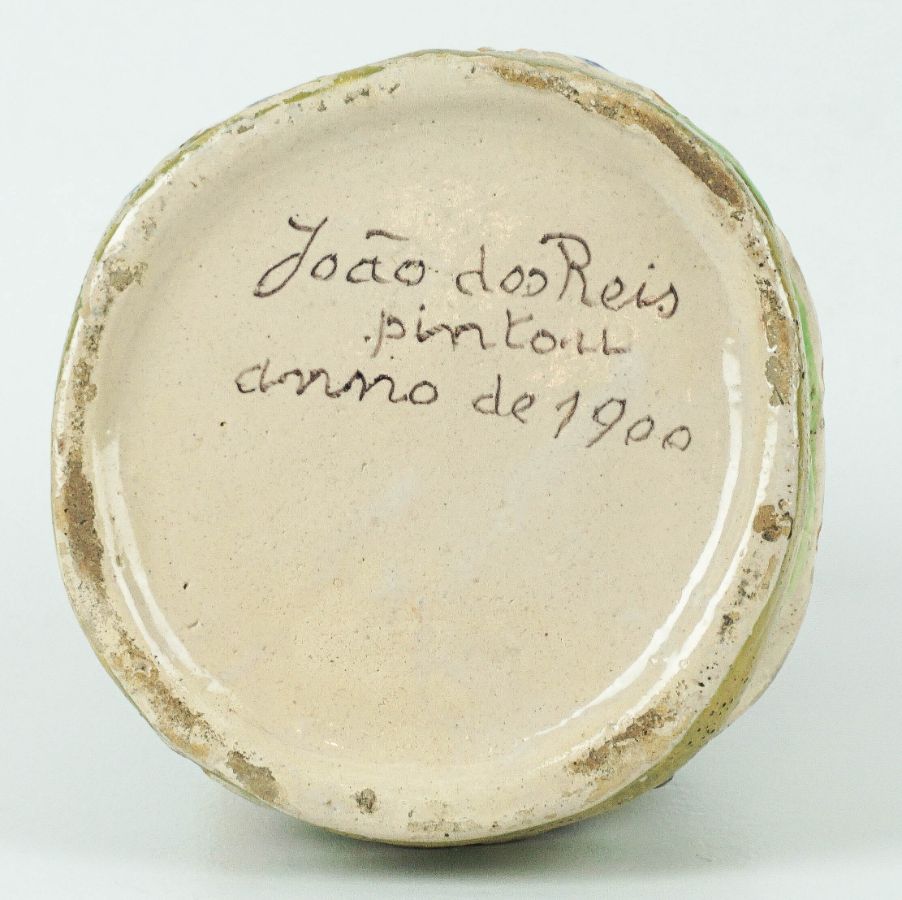 João dos Reis
pintou
anno de 1900